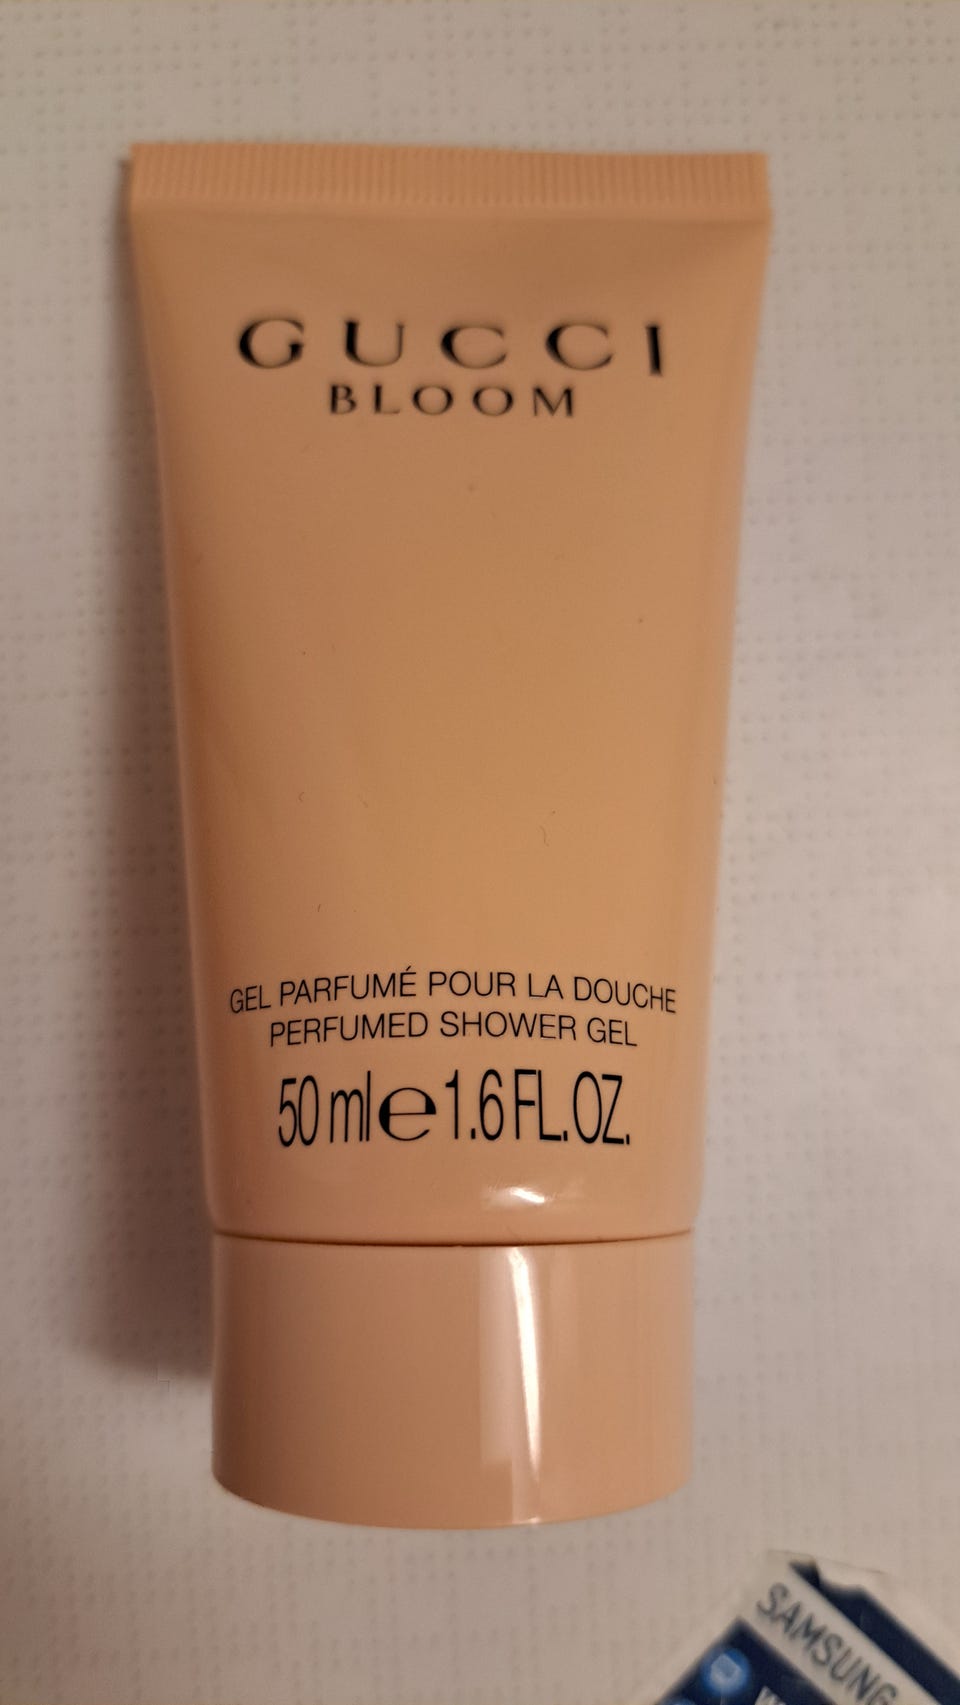 GUCCI
BLOOM
GEL PARFUMÉ POUR LA DOUCHE
PERFUMED SHOWER GEL
50 ml e 1.6 FL. OZ.
SAMSUNG